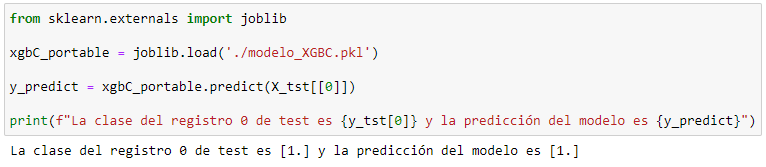 from sklearn.externals import joblib
xgbC_portable = joblib.load('./modelo_XGBC.pkl')
y_predict = xgbC_portable.predict(X_tst[[0]])
print(f"La clase del registro 0 de test es {y_tst[0]} y la predicción del modelo es {y_predict}")
La clase del registro 0 de test es [1.] y la predicción del modelo es [1.]